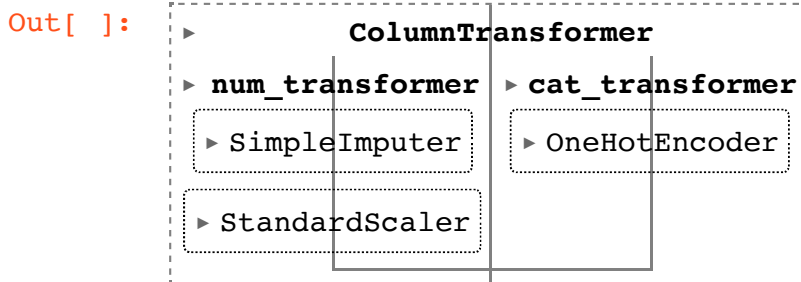 Out[ ]:
▸ ColumnTransformer
▸ num_transformer ▸ cat_transformer
▸ SimpleImputer ▸ OneHotEncoder
▸ StandardScaler